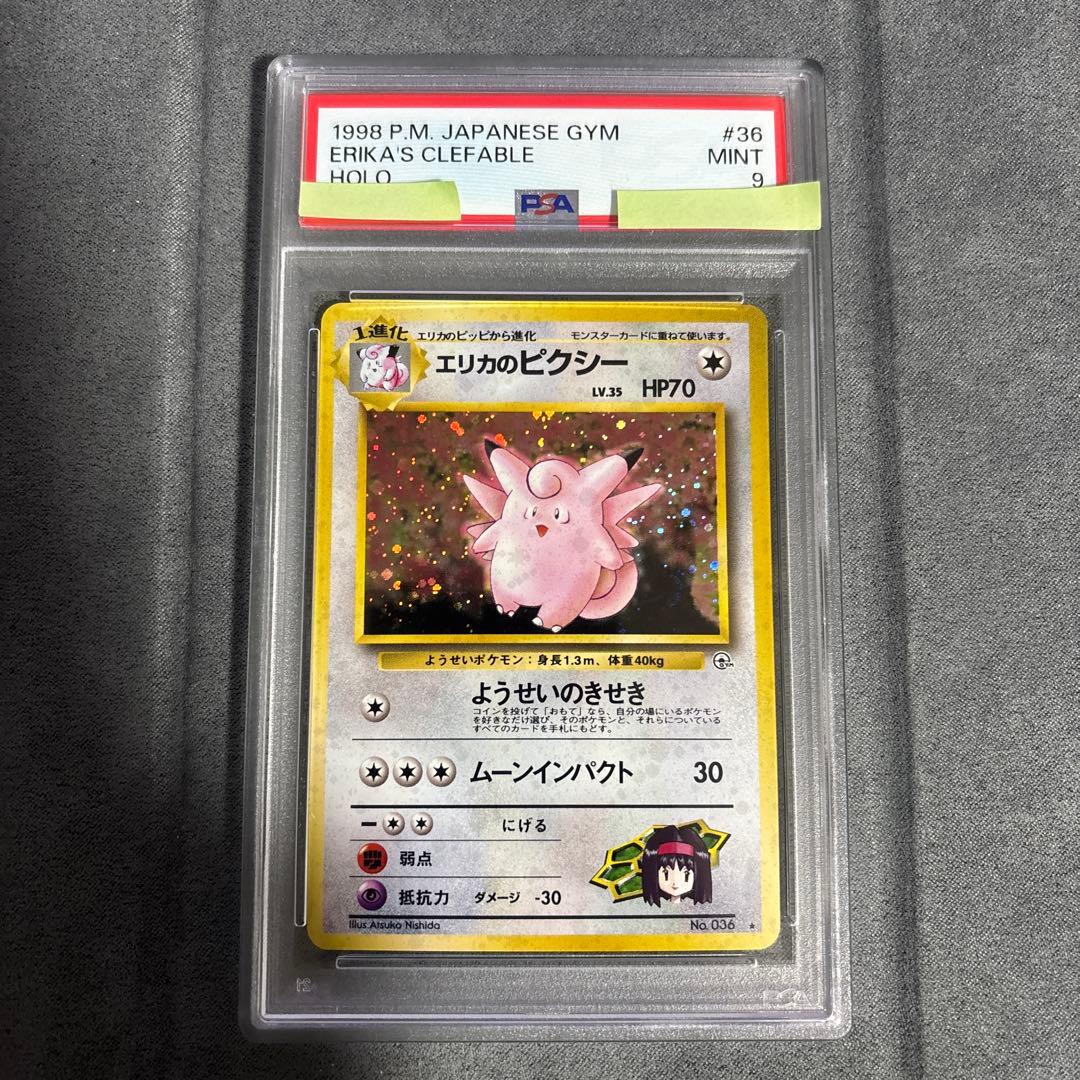 1998 P.M. JAPANESE GYM #36
ERIKA'S CLEFABLE MINT
HOLO 9
PSA
1進化 エリカのピッピから進化 モンスターカードに重ねて使います。
エリカのピクシー
LV.35 HP70
ようせいポケモン：身長1.3m、体重40kg
GYM
ようせいのきせき
コインを投げて「おもて」なら、自分の場にいるポケモン
を好きなだけ選び、そのポケモンと、それらについている
すべてのカードを手札にもどす。
ムーンインパクト 30
にげる
弱点
抵抗力 ダメージ -30
Illus. Atsuko Nishida No. 036 ★